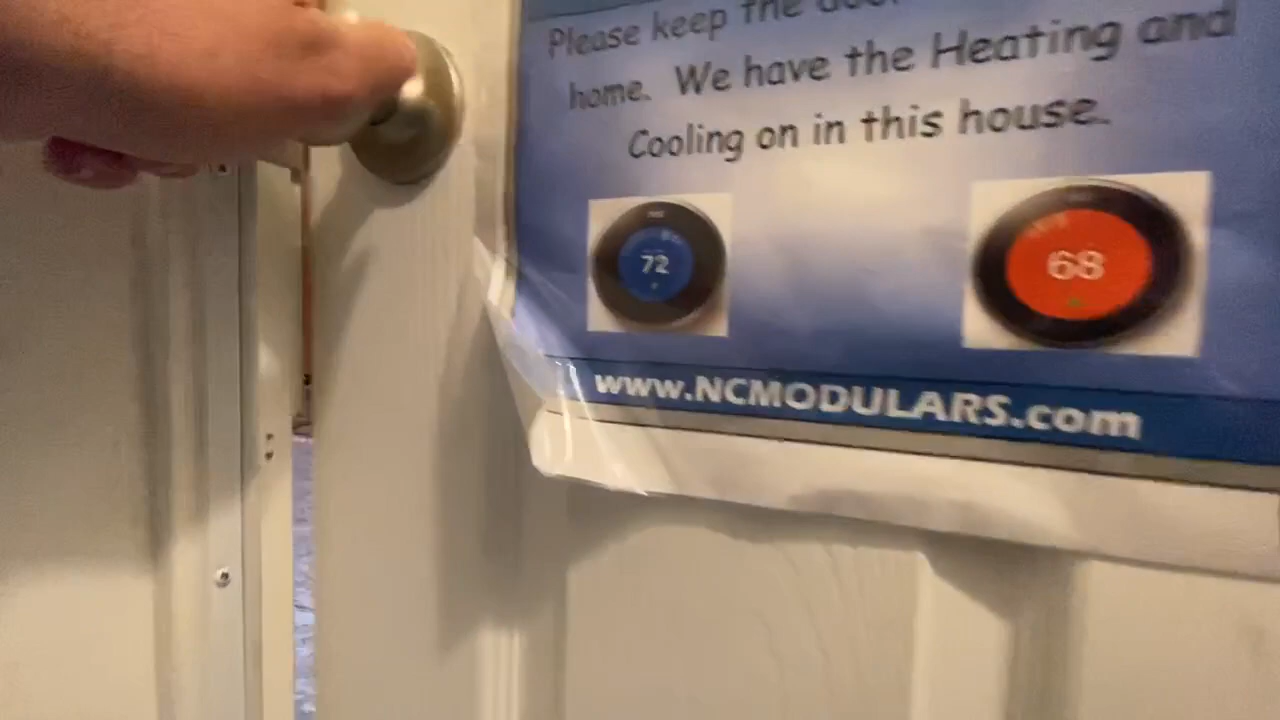 Please keep the door
home. We have the Heating and
Cooling on in this house.
72
68
www.NCMODULARS.com